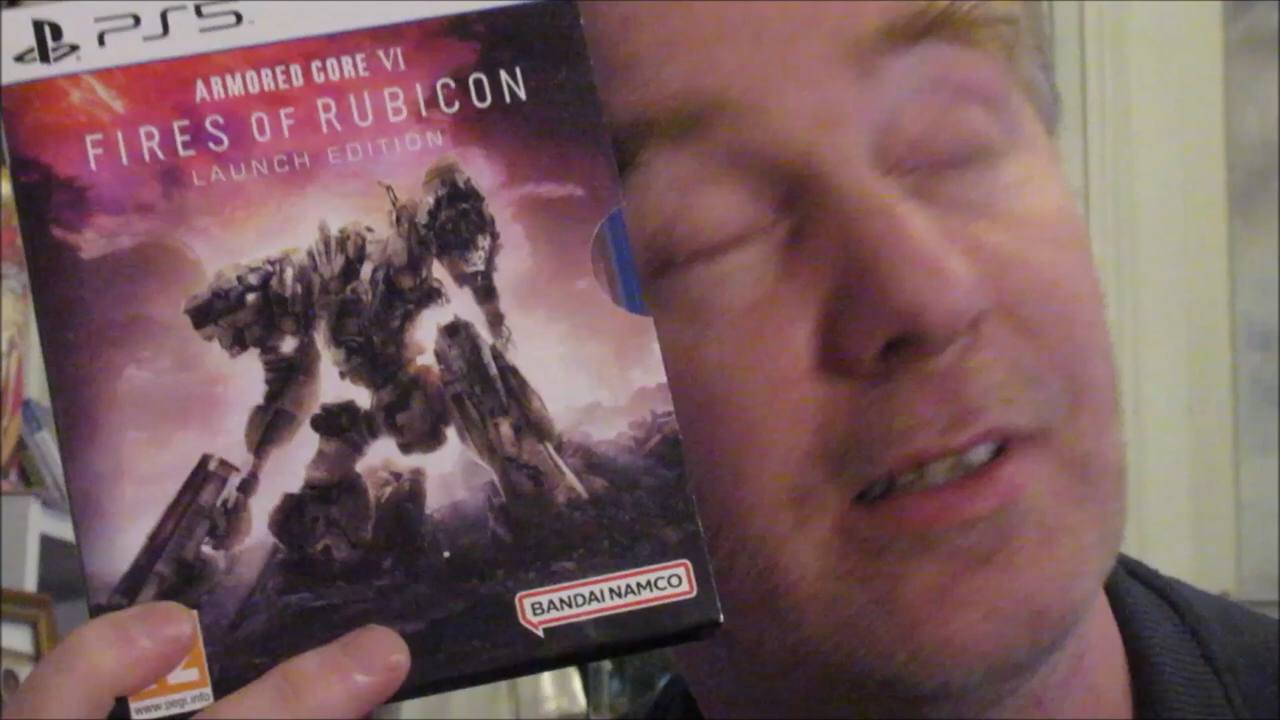 PS5
ARMORED CORE VI
FIRES OF RUBICON
LAUNCH EDITION
BANDAI NAMCO
www.pegi.info